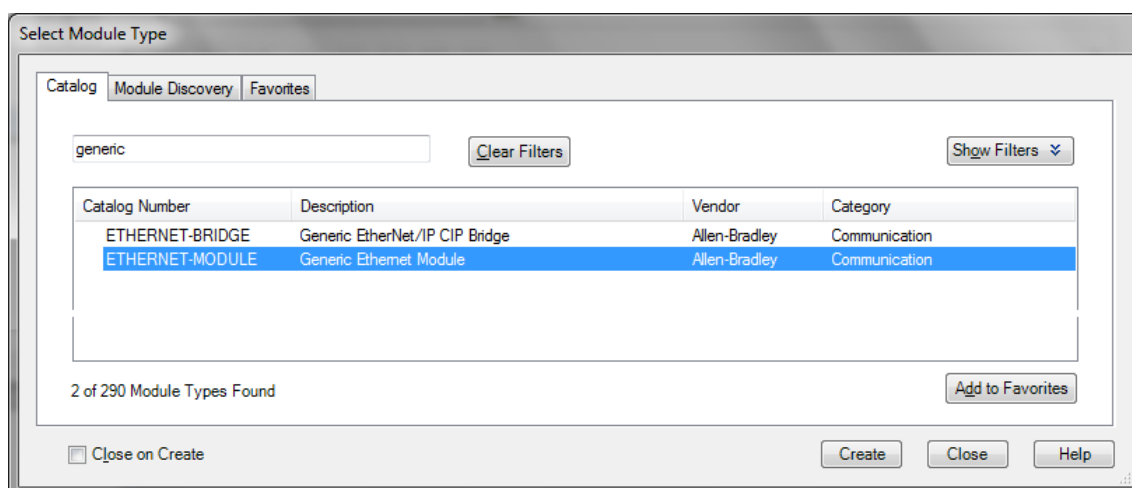 Select Module Type
Catalog Module Discovery Favorites
generic Clear Filters Show Filters
Catalog Number Description Vendor Category
ETHERNET-BRIDGE Generic EtherNet/IP CIP Bridge Allen-Bradley Communication
ETHERNET-MODULE Generic Ethernet Module Allen-Bradley Communication
2 of 290 Module Types Found Add to Favorites
Close on Create Create Close Help